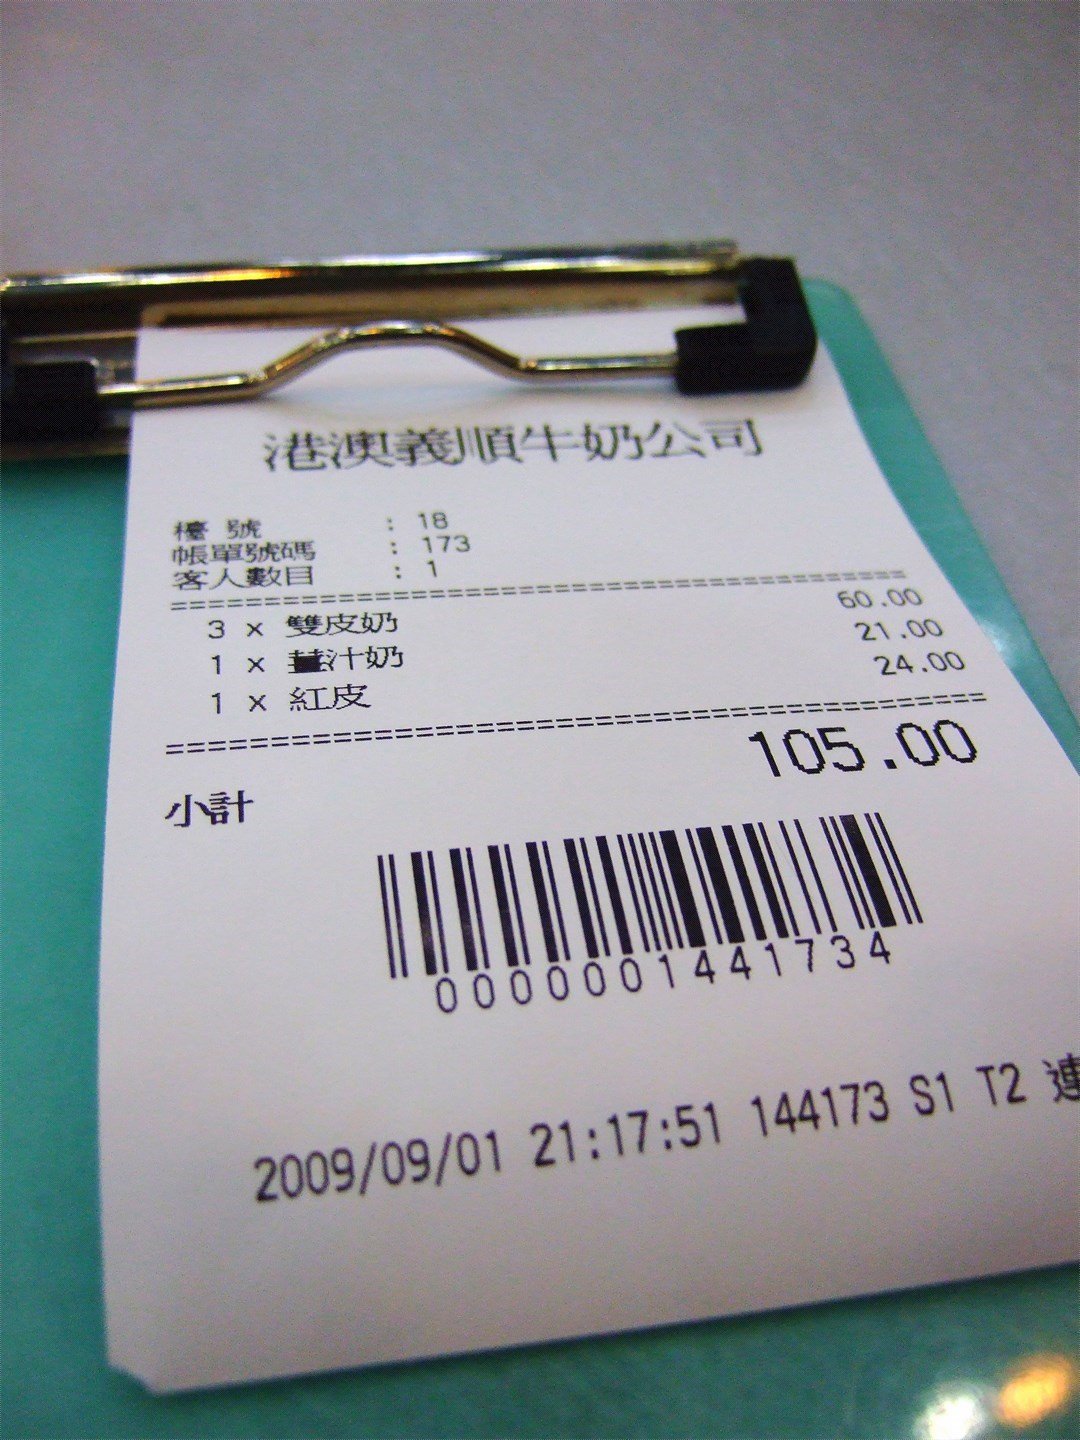 港澳義順牛奶公司
檯 號 : 18
帳單號碼 : 173
客人數目 : 1
========================================
3 x 雙皮奶 60.00
1 x 薑汁奶 21.00
1 x 紅皮 24.00
========================================
105.00
小計
0000001441734
2009/09/01 21:17:51 144173 S1 T2 連